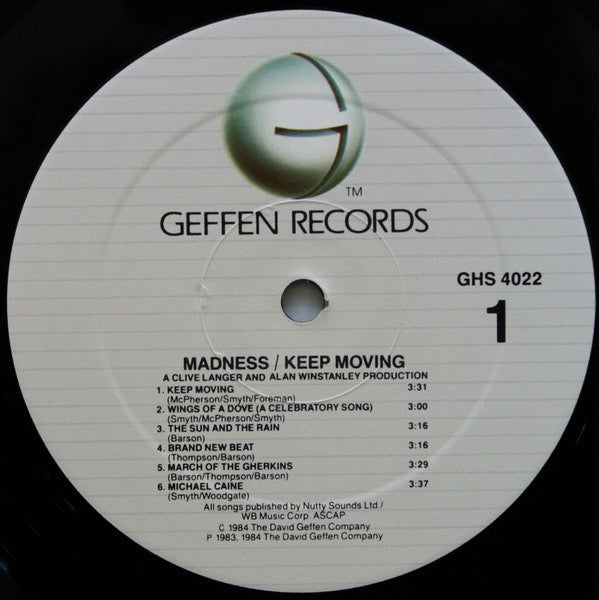 G
TM
GEFFEN RECORDS
GHS 4022
1
MADNESS / KEEP MOVING
A CLIVE LANGER AND ALAN WINSTANLEY PRODUCTION
1. KEEP MOVING 3:31
(McPherson/Smyth/Foreman)
2. WINGS OF A DOVE (A CELEBRATORY SONG) 3:00
(Smyth/McPherson/Smyth)
3. THE SUN AND THE RAIN 3:16
(Barson)
4. BRAND NEW BEAT 3:16
(Thompson/Barson)
5. MARCH OF THE GHERKINS 3:29
(Barson/Thompson/Barson)
6. MICHAEL CAINE 3:37
(Smyth/Woodgate)
All songs published by Nutty Sounds Ltd /
WB Music Corp. ASCAP
C 1984 The David Geffen Company
P 1983, 1984 The David Geffen Company